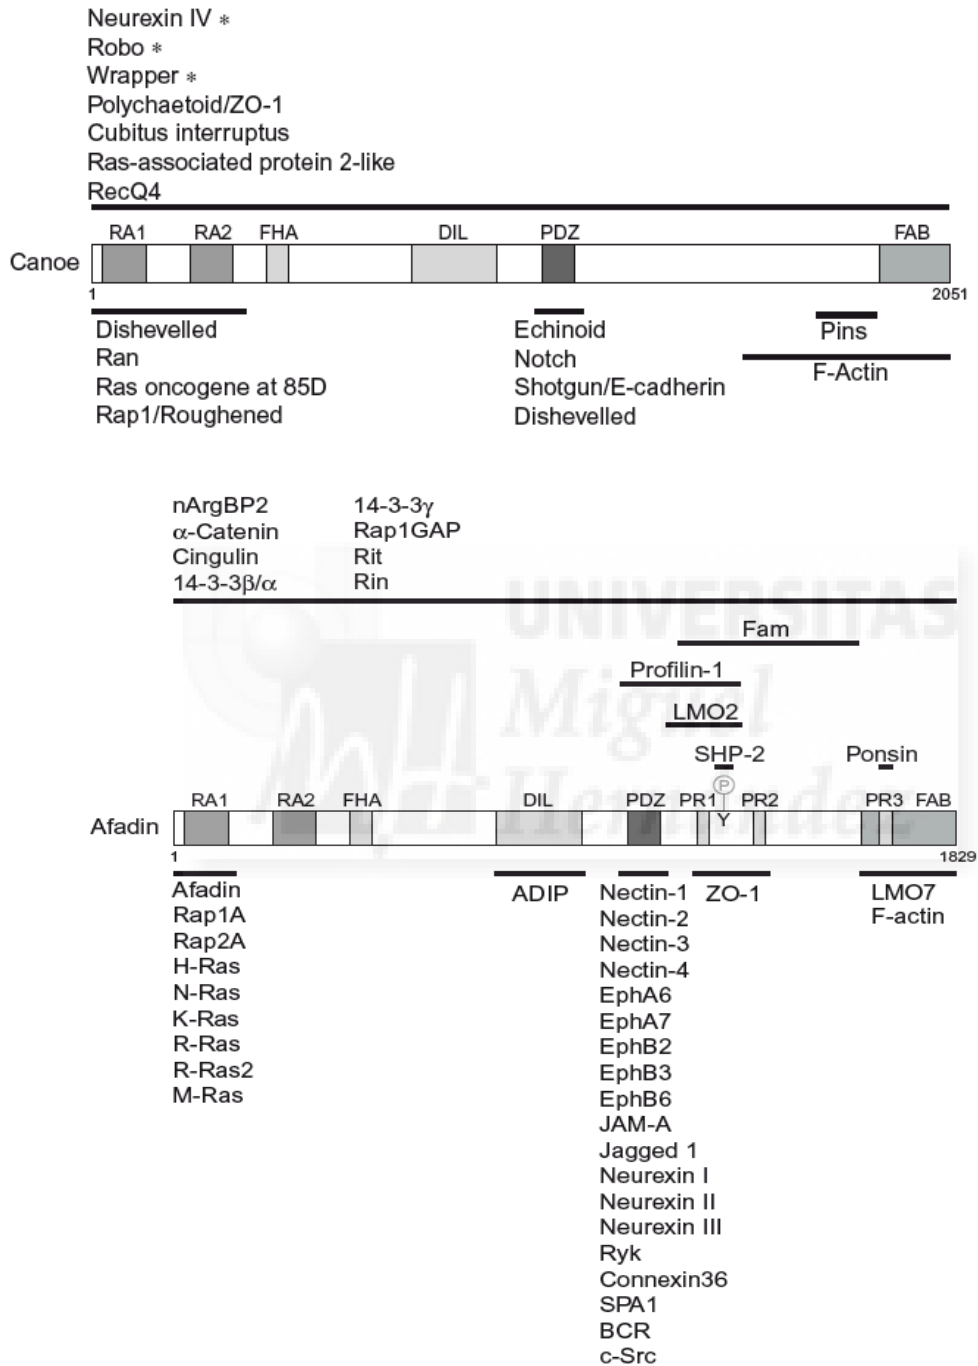 Neurexin IV *
Robo *
Wrapper *
Polychaetoid/ZO-1
Cubitus interruptus
Ras-associated protein 2-like
RecQ4
RA1 RA2 FHA DIL PDZ FAB
Canoe
1 2051
Dishevelled
Ran
Ras oncogene at 85D
Rap1/Roughened
Echinoid
Notch
Shotgun/E-cadherin
Dishevelled
Pins
F-Actin
nArgBP2 14-3-3γ
α-Catenin Rap1GAP
Cingulin Rit
14-3-3β/α Rin
UNIVERSITAS
Miguel
Hernández
Fam
Profilin-1
LMO2
SHP-2 Ponsin
P
RA1 RA2 FHA DIL PDZ PR1 PR2 PR3 FAB
Afadin Y
1 1829
Afadin
Rap1A
Rap2A
H-Ras
N-Ras
K-Ras
R-Ras
R-Ras2
M-Ras
ADIP
Nectin-1
Nectin-2
Nectin-3
Nectin-4
EphA6
EphA7
EphB2
EphB3
EphB6
JAM-A
Jagged 1
Neurexin I
Neurexin II
Neurexin III
Ryk
Connexin36
SPA1
BCR
c-Src
ZO-1
LMO7
F-actin